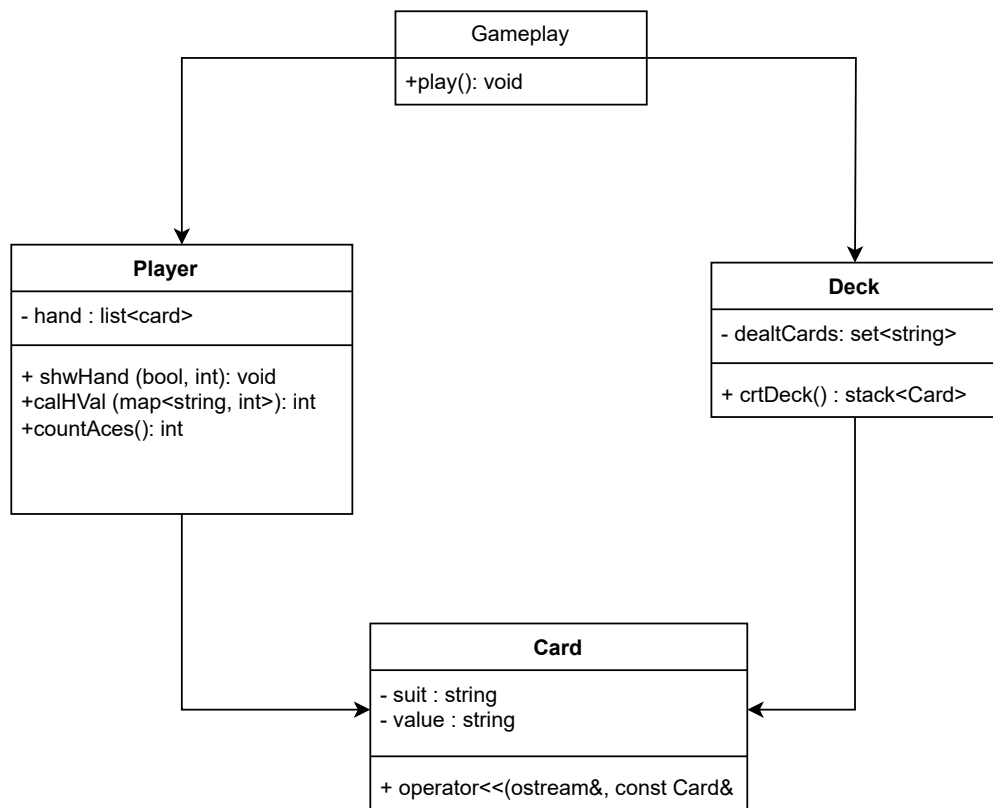 Gameplay
+play(): void
Player
- hand : list<card>
+ shwHand (bool, int): void
+calHVal (map<string, int>): int
+countAces(): int
Deck
- dealtCards: set<string>
+ crtDeck() : stack<Card>
Card
- suit : string
- value : string
+ operator<<(ostream&, const Card&